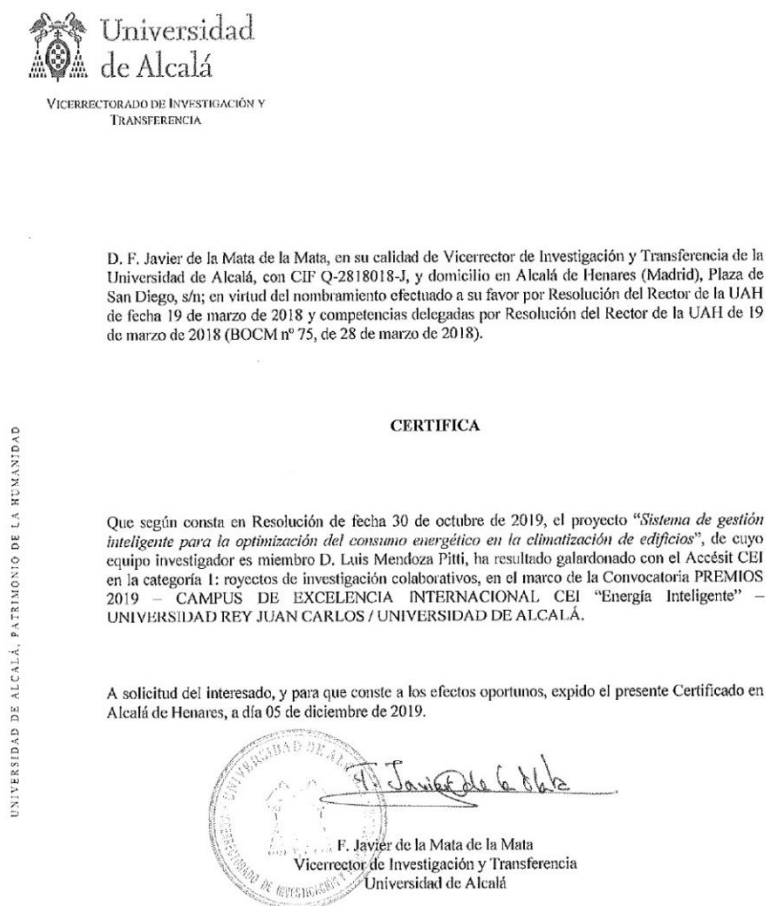 Universidad
de Alcalá
VICERRECTORADO DE INVESTIGACIÓN Y
TRANSFERENCIA
D. F. Javier de la Mata de la Mata, en su calidad de Vicerrector de Investigación y Transferencia de la
Universidad de Alcalá, con CIF Q-2818018-J, y domicilio en Alcalá de Henares (Madrid), Plaza de
San Diego, s/n; en virtud del nombramiento efectuado a su favor por Resolución del Rector de la UAH
de fecha 19 de marzo de 2018 y competencias delegadas por Resolución del Rector de la UAH de 19
de marzo de 2018 (BOCM nº 75, de 28 de marzo de 2018).
CERTIFICA
Que según consta en Resolución de fecha 30 de octubre de 2019, el proyecto “Sistema de gestión
inteligente para la optimización del consumo energético en la climatización de edificios”, de cuyo
equipo investigador es miembro D. Luis Mendoza Pitti, ha resultado galardonado con el Accésit CEI
en la categoría 1: royectos de investigación colaborativos, en el marco de la Convocatoria PREMIOS
2019 – CAMPUS DE EXCELENCIA INTERNACIONAL CEI “Energía Inteligente” –
UNIVERSIDAD REY JUAN CARLOS / UNIVERSIDAD DE ALCALÁ.
A solicitud del interesado, y para que conste a los efectos oportunos, expido el presente Certificado en
Alcalá de Henares, a día 05 de diciembre de 2019.
F. Javier de la Mata
F. Javier de la Mata de la Mata
Vicerrector de Investigación y Transferencia
Universidad de Alcalá
UNIVERSIDAD DE ALCALÁ, PATRIMONIO DE LA HUMANIDAD